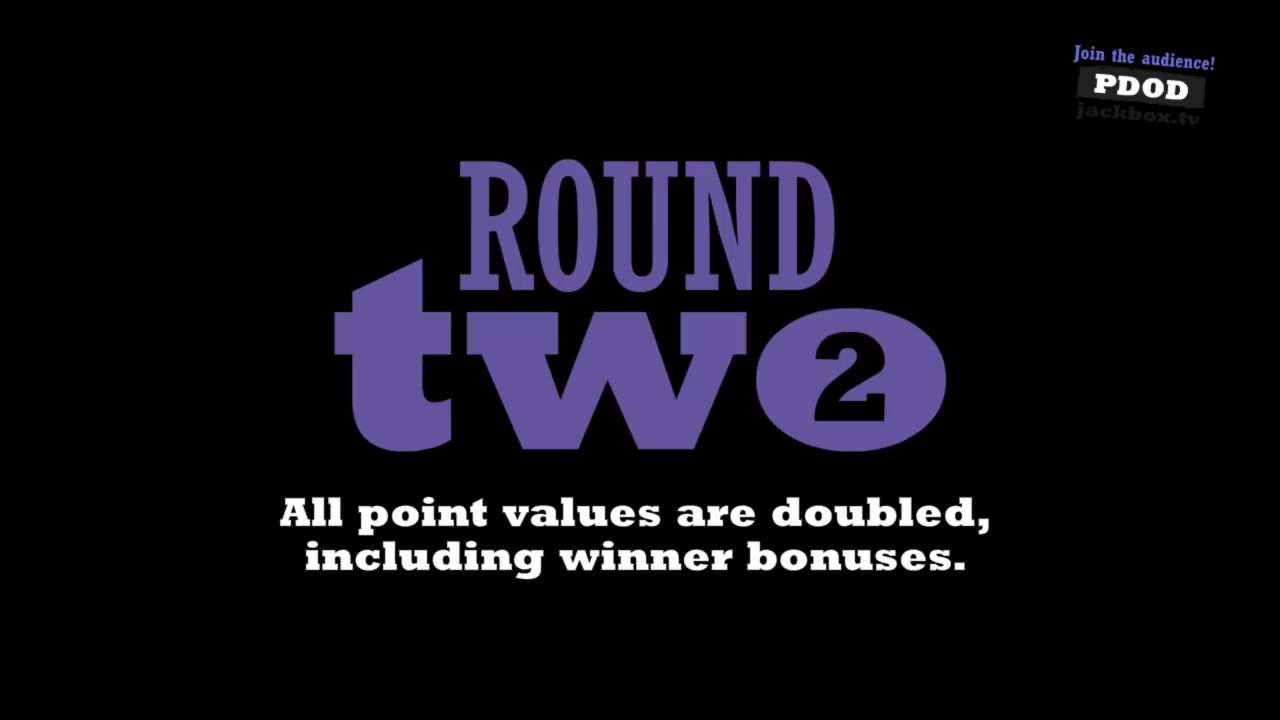 Join the audience!
PDOD
jackbox.tv
ROUND
two
2
All point values are doubled,
including winner bonuses.